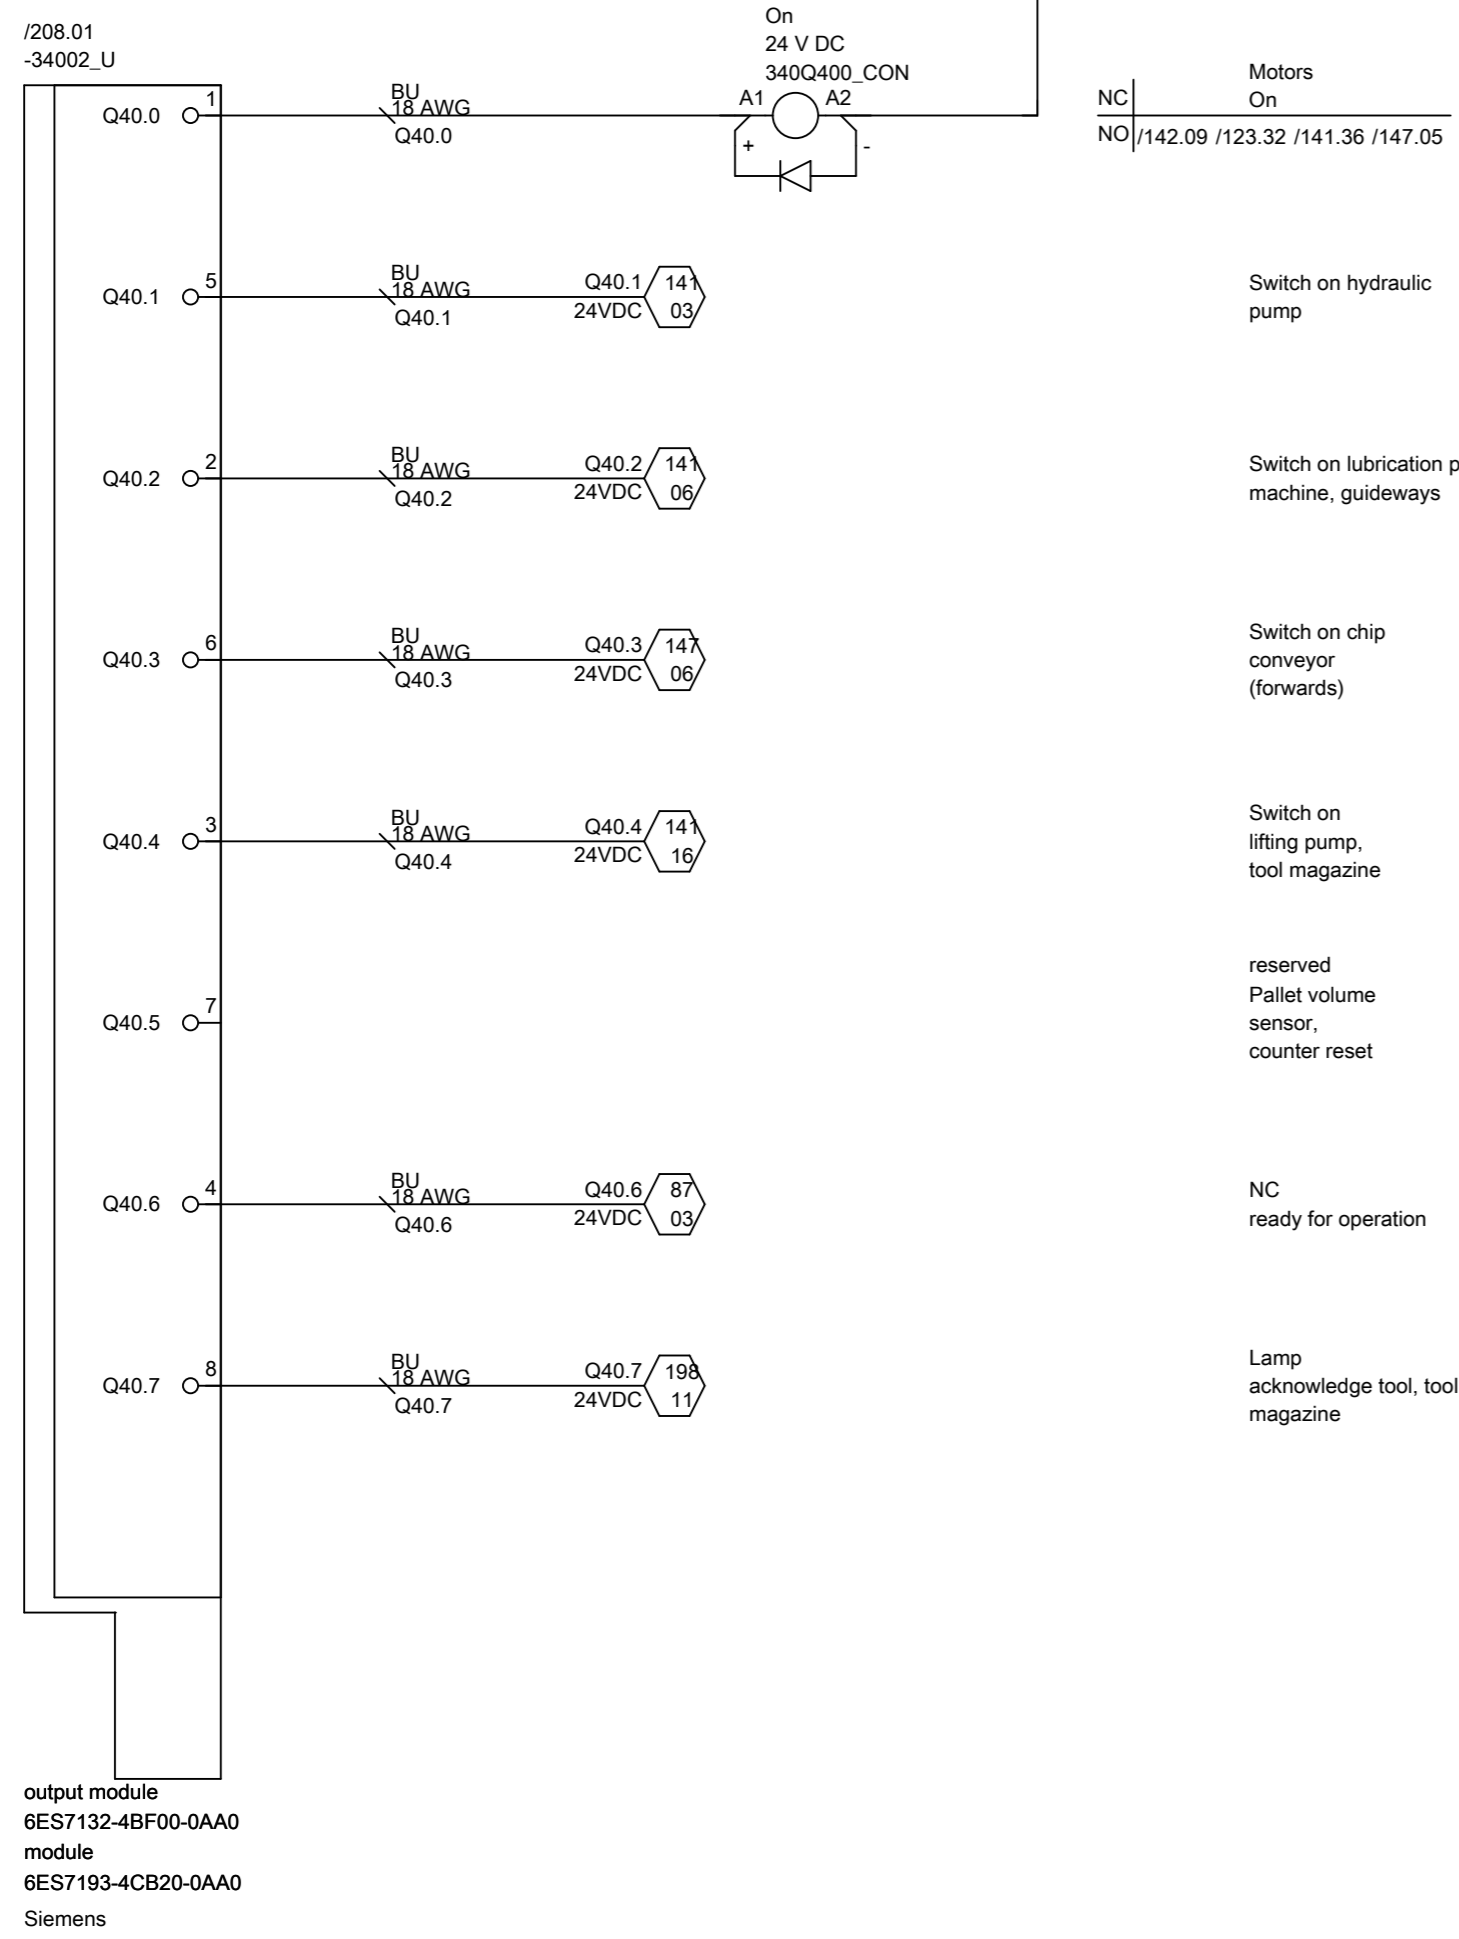 /208.01
-34002_U
On
24 V DC
340Q400_CON
A1 A2
+ -
Motors
On
NC
NO /142.09 /123.32 /141.36 /147.05
Q40.0 1 BU
18 AWG
Q40.0
Q40.1 5 BU
18 AWG
Q40.1
Q40.1 141
24VDC 03
Switch on hydraulic
pump
Q40.2 2 BU
18 AWG
Q40.2
Q40.2 141
24VDC 06
Switch on lubrication p
machine, guideways
Q40.3 6 BU
18 AWG
Q40.3
Q40.3 147
24VDC 06
Switch on chip
conveyor
(forwards)
Q40.4 3 BU
18 AWG
Q40.4
Q40.4 141
24VDC 16
Switch on
lifting pump,
tool magazine
Q40.5 7
reserved
Pallet volume
sensor,
counter reset
Q40.6 4 BU
18 AWG
Q40.6
Q40.6 87
24VDC 03
NC
ready for operation
Q40.7 8 BU
18 AWG
Q40.7
Q40.7 198
24VDC 11
Lamp
acknowledge tool, tool
magazine
output module
6ES7132-4BF00-0AA0
module
6ES7193-4CB20-0AA0
Siemens